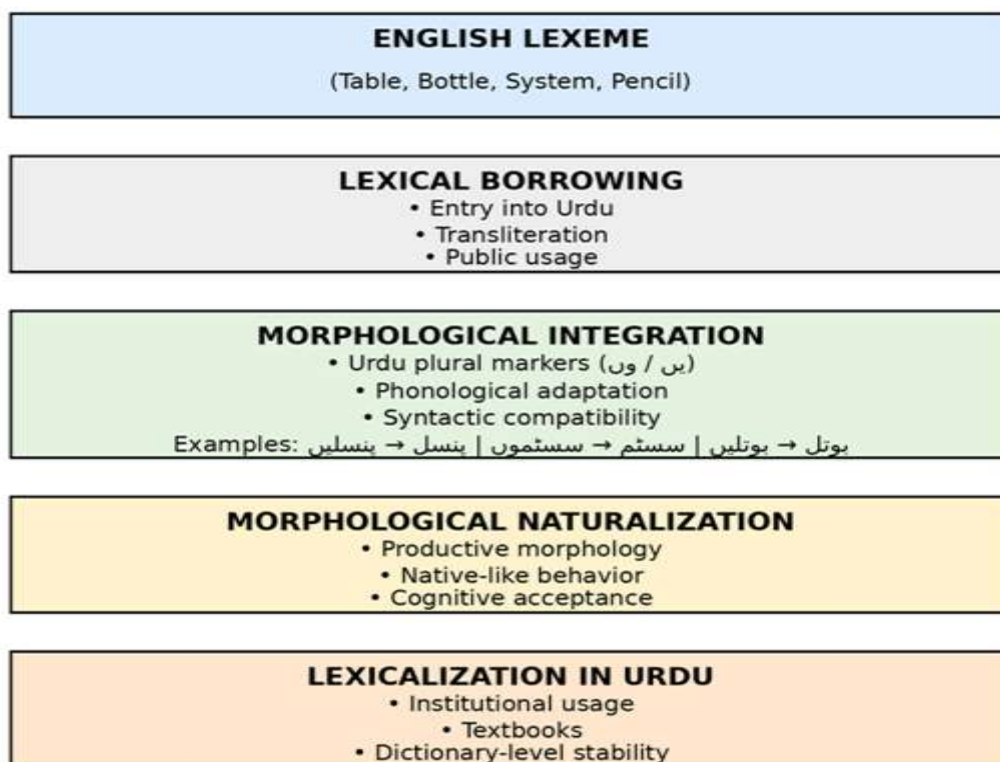 ENGLISH LEXEME
(Table, Bottle, System, Pencil)
LEXICAL BORROWING
• Entry into Urdu
• Transliteration
• Public usage
MORPHOLOGICAL INTEGRATION
• Urdu plural markers (یں / وں)
• Phonological adaptation
• Syntactic compatibility
Examples: بوتل → بوتلیں | سسٹم → سسٹموں | پنسل → پنسلیں
MORPHOLOGICAL NATURALIZATION
• Productive morphology
• Native-like behavior
• Cognitive acceptance
LEXICALIZATION IN URDU
• Institutional usage
• Textbooks
• Dictionary-level stability